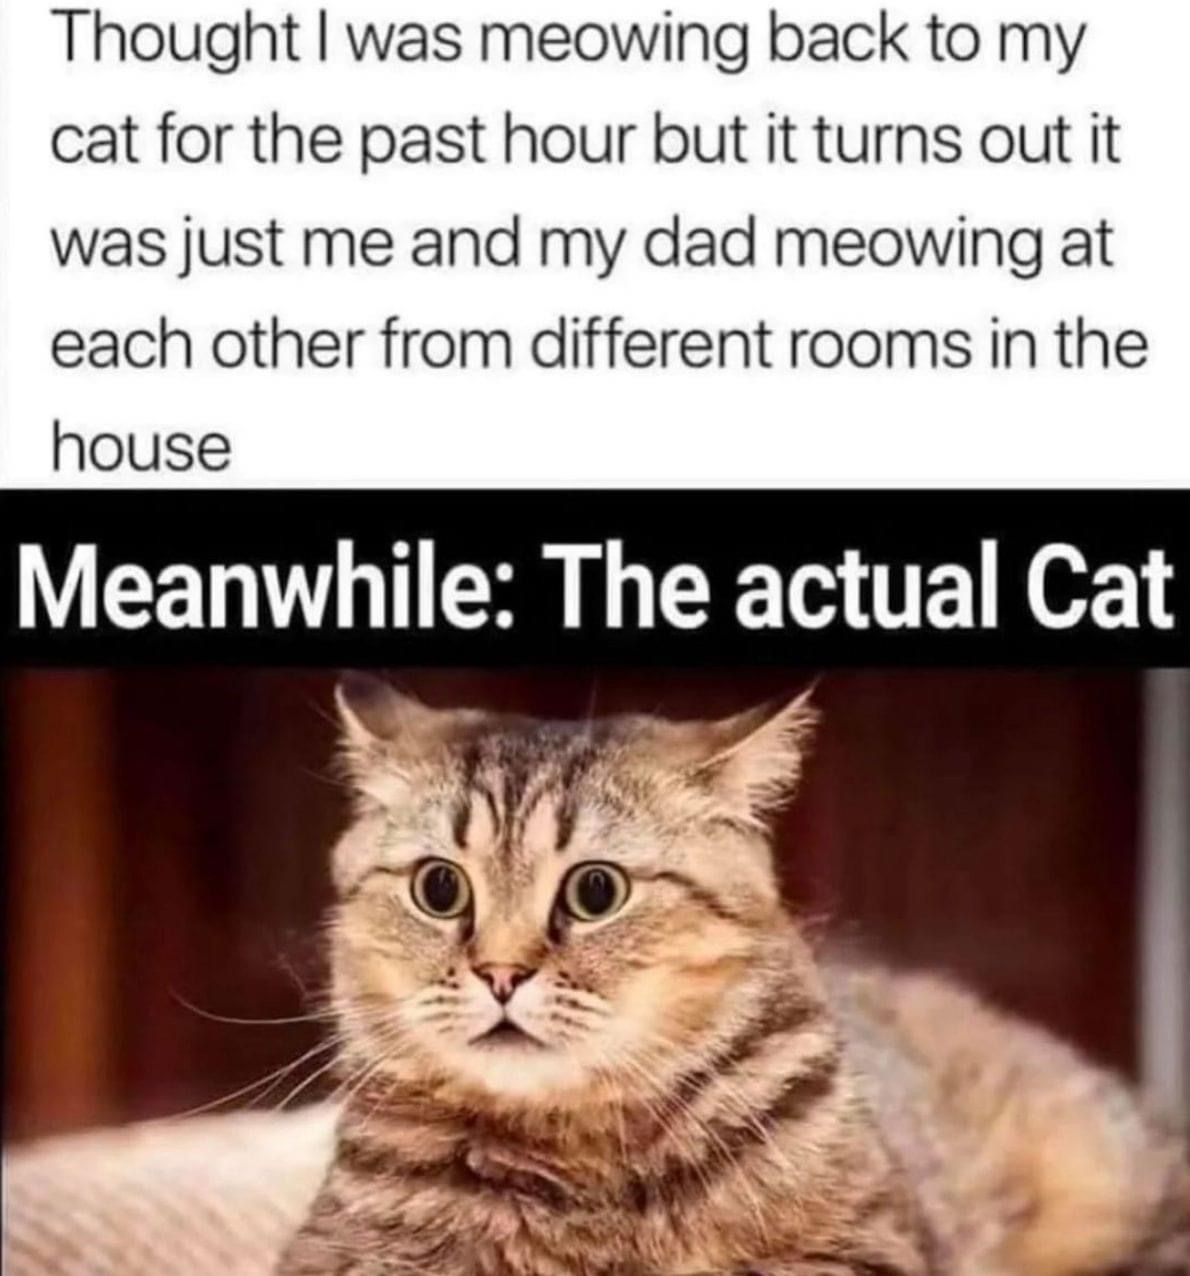 Thought I was meowing back to my
cat for the past hour but it turns out it
was just me and my dad meowing at
each other from different rooms in the
house
Meanwhile: The actual Cat